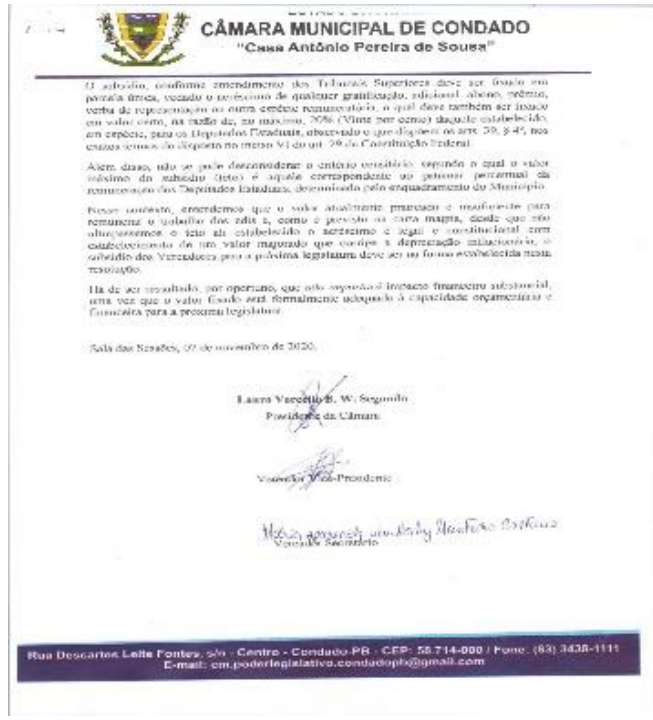 CÂMARA MUNICIPAL DE CONDADO
"Casa Antônio Pereira de Sousa"
O subsídio, conforme entendimento dos Tribunais Superiores deve ser fixado em
parcela única, vedado o acréscimo de qualquer gratificação, adicional, abono, prêmio,
verba de representação ou outra espécie remuneratória, o qual deve também ser fixado
em valor certo, na razão de, no máximo, 20% (Vinte por cento) daquele estabelecido,
em espécie, para os Deputados Estaduais, observado o que dispõem os arts. 39, § 4º, nos
exatos termos do disposto no inciso VI do art. 29 da Constituição Federal.
Além disso, não se pode desconsiderar o critério segundo o qual o valor
máximo do subsídio (teto) é aquele correspondente ao patamar percentual da
remuneração dos Deputados Estaduais, determinado pelo enquadramento do Município.
Nesse contexto, entendemos que o valor atualmente praticado é insuficiente para
remunerar o trabalho dos edis e, como é previsto na carta magna, desde que não
ultrapassemos o teto ali estabelecido o acréscimo é legal e constitucional com
estabelecimento de um valor majorado que corrija a depreciação inflacionária, o
subsídio dos Vereadores para a próxima legislatura deve ser na forma estabelecida nesta
resolução.
Há de ser ressaltado, por oportuno, que não impacto financeiro substancial,
uma vez que o valor fixado está formalmente adequado à capacidade orçamentária e
financeira para a próxima legislatura.
Sala das Sessões, 07 de novembro de 2020.
Lauro B. W. Segundo
Presidente da Câmara
Vereador Vice-Presidente
Vereador Secretário
Rua Descartes Leite Fontes, s/n - Centro - Condado-PB - CEP: 58.714-000 / Fone: (83) 3438-1111
E-mail: cm.poderlegislativo.condadopb@gmail.com